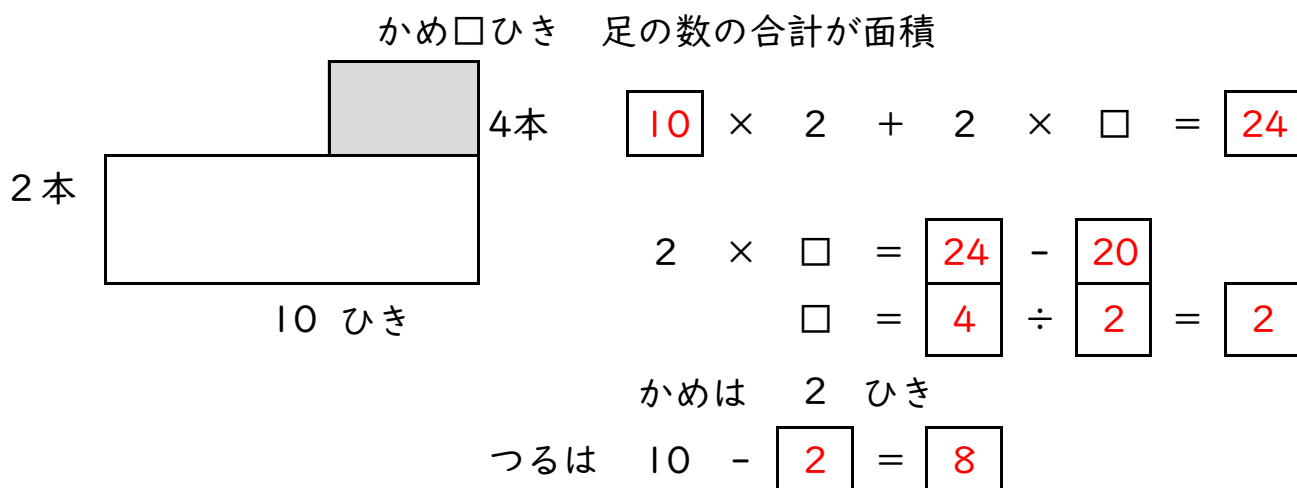 かめ□ひき　足の数の合計が面積
4本
10 × 2 + 2 × □ = 24
2本
2 × □ = 24 - 20
10 ひき
□ = 4 ÷ 2 = 2
かめは 2 ひき
つるは 10 - 2 = 8